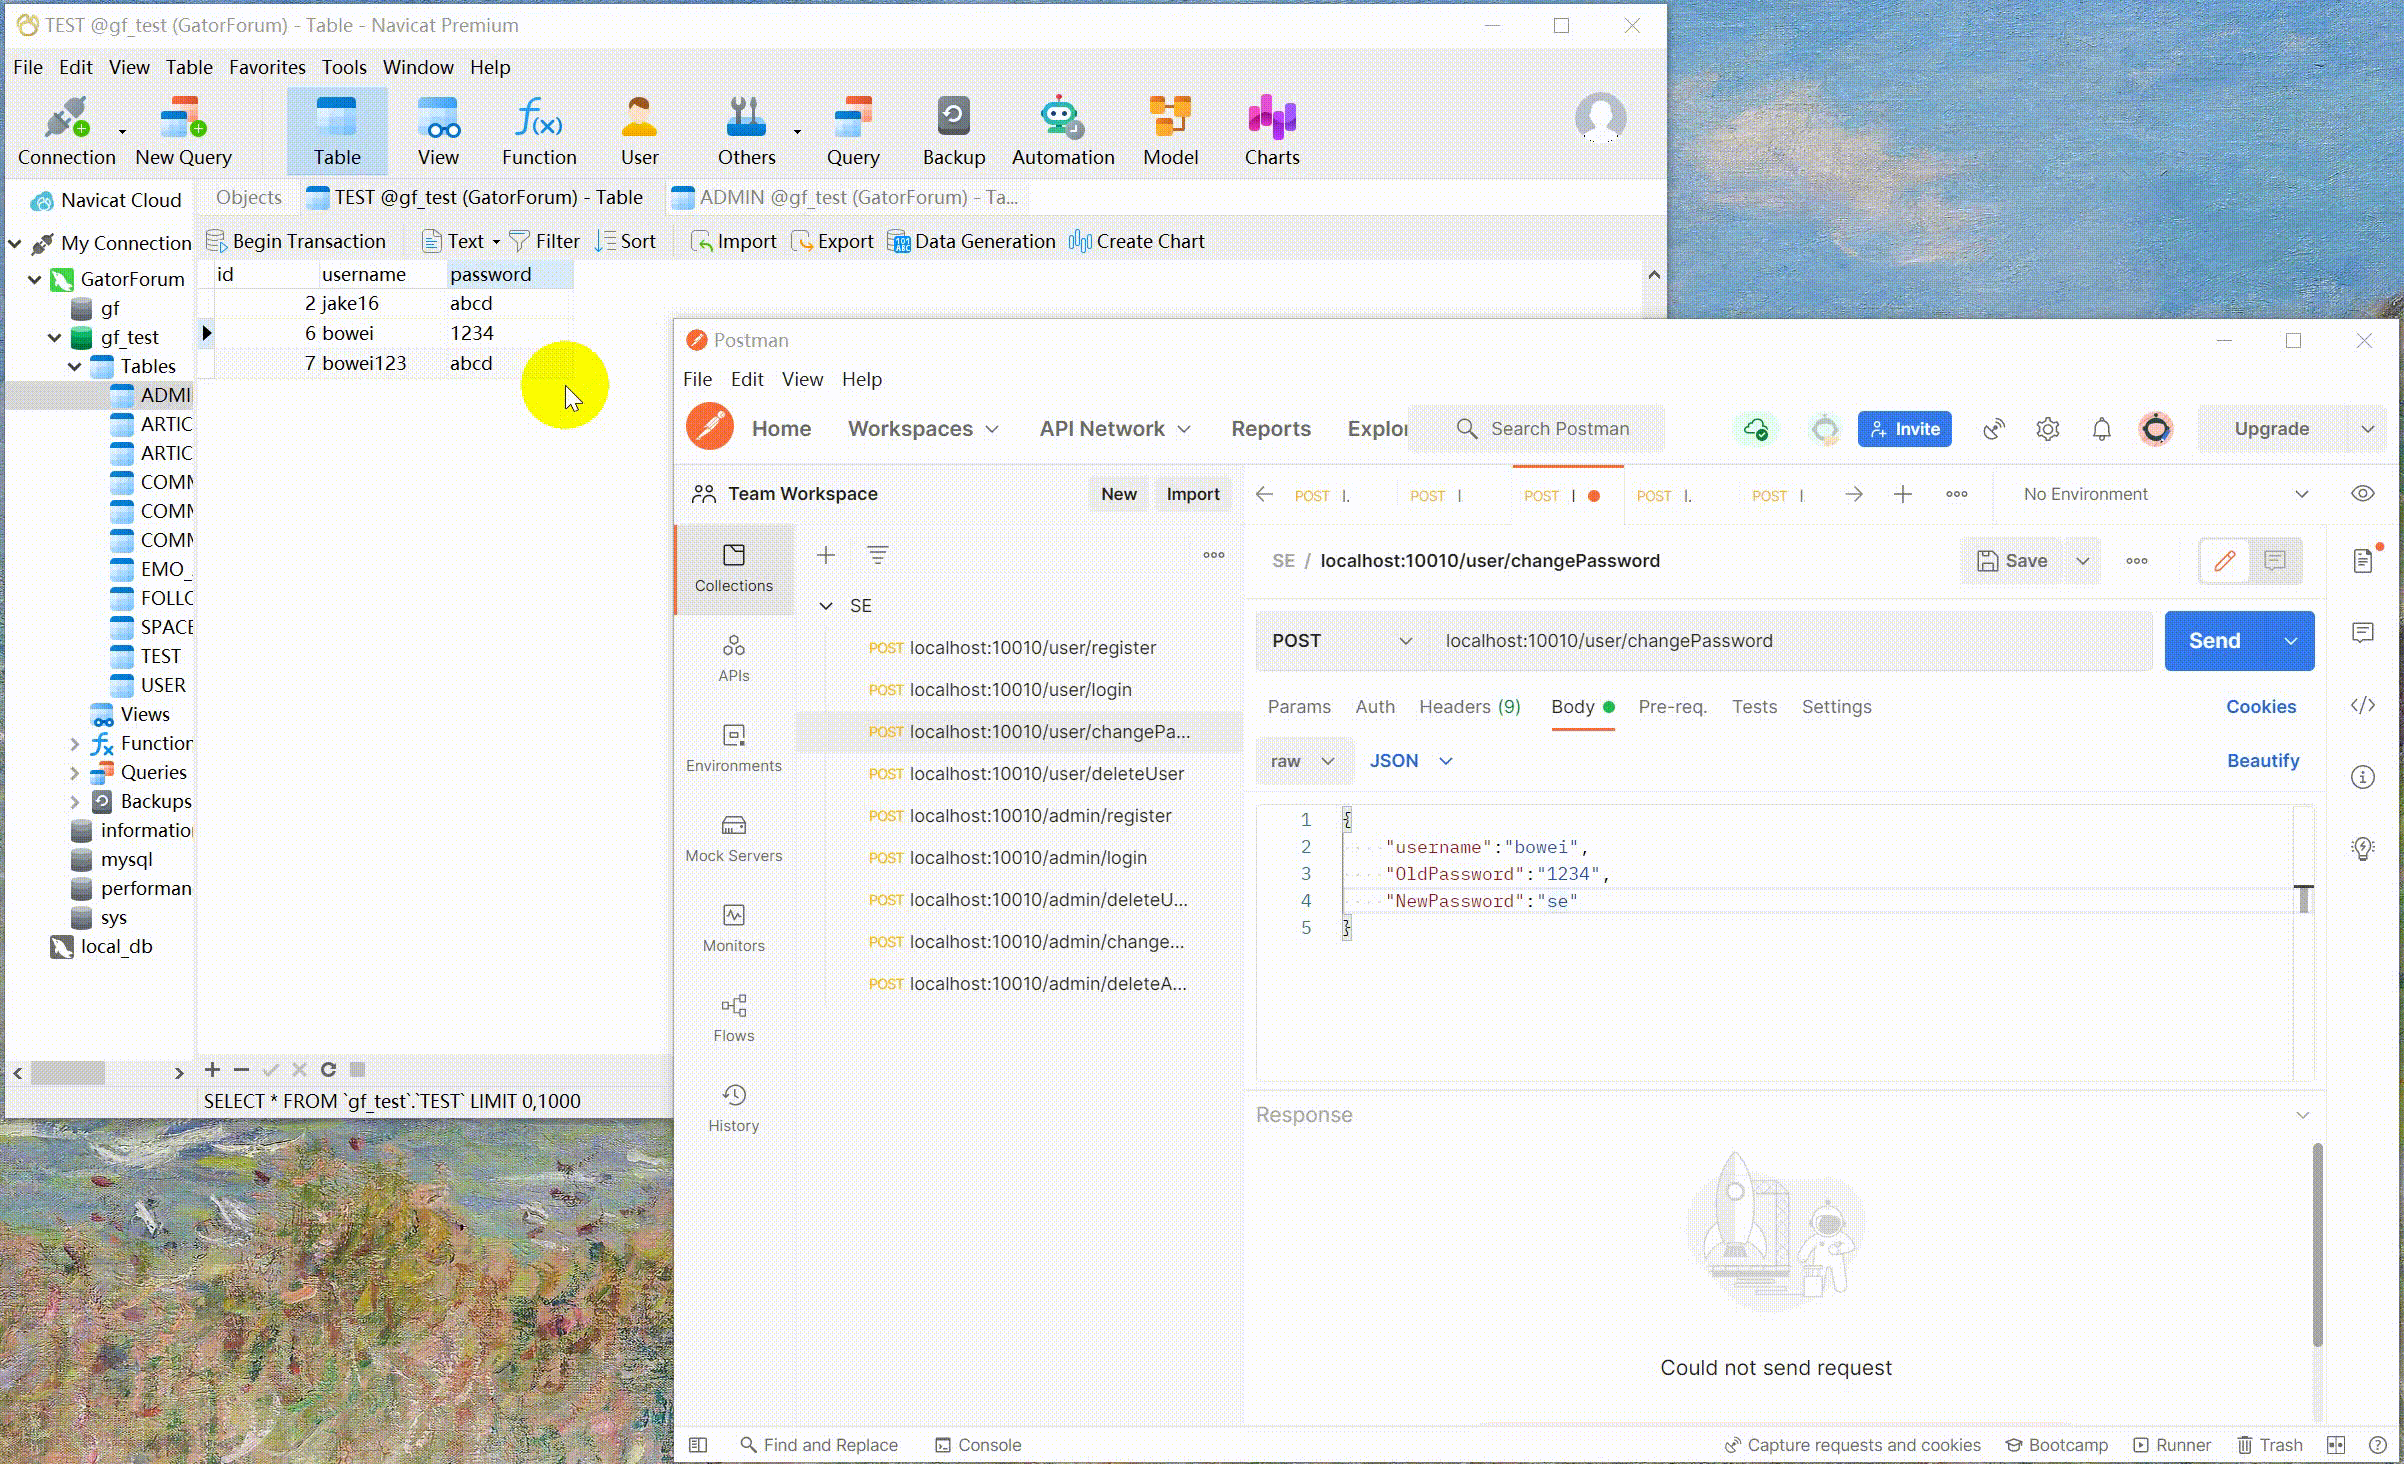 TEST @gf_test (GatorForum) - Table - Navicat Premium
File Edit View Table Favorites Tools Window Help
Connection New Query Table View Function User Others Query Backup Automation Model Charts
Objects TEST @gf_test (GatorForum) - Table ADMIN @gf_test (GatorForum) - Ta...
Begin Transaction Text Filter Sort Import Export Data Generation Create Chart
Navicat Cloud
My Connection
GatorForum
gf
gf_test
Tables
ADMI
ARTIC
ARTIC
COMM
COMM
COMM
EMO_
FOLLO
SPACE
TEST
USER
Views
Function
Queries
Backups
information
mysql
performan
sys
local_db
id username password
2 jake16 abcd
6 bowei 1234
7 bowei123 abcd
SELECT * FROM `gf_test`.`TEST` LIMIT 0,1000
Postman
File Edit View Help
Home Workspaces API Network Reports Explor Search Postman Invite Upgrade
Team Workspace New Import
POST l. POST l POST l POST l. POST l No Environment
Collections
APIs
Environments
Mock Servers
Monitors
Flows
History
SE
POST localhost:10010/user/register
POST localhost:10010/user/login
POST localhost:10010/user/changePa...
POST localhost:10010/user/deleteUser
POST localhost:10010/admin/register
POST localhost:10010/admin/login
POST localhost:10010/admin/deleteU...
POST localhost:10010/admin/change...
POST localhost:10010/admin/deleteA...
SE / localhost:10010/user/changePassword Save
POST localhost:10010/user/changePassword Send
Params Auth Headers (9) Body Pre-req. Tests Settings Cookies
raw JSON Beautify
1 {
2 "username":"bowei",
3 "OldPassword":"1234",
4 "NewPassword":"se"
5 }
Response
Could not send request
Find and Replace Console Capture requests and cookies Bootcamp Runner Trash